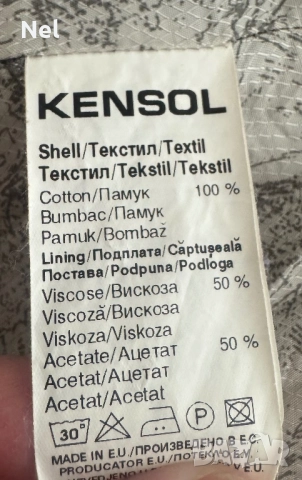 Nel
KENSOL
Shell/Текстил/Textil
Текстил/Tekstil/Tekstil
Cotton/Памук 100 %
Bumbac/Памук
Pamuk/Bombaž
Lining/Подплата/Căptuşeală
Постава/Podpuna/Podloga
Viscose/Вискоза 50 %
Viscoză/Вискоза
Viskoza/Viskoza
Acetate/Ацетат 50 %
Acetat/Ацетат
Acetat/Acetat
30° P
MADE IN E.U./ПРОИЗВЕДЕНО В Е.С.
PRODUCATOR E.U./ПОТЕКЛО Е.У.